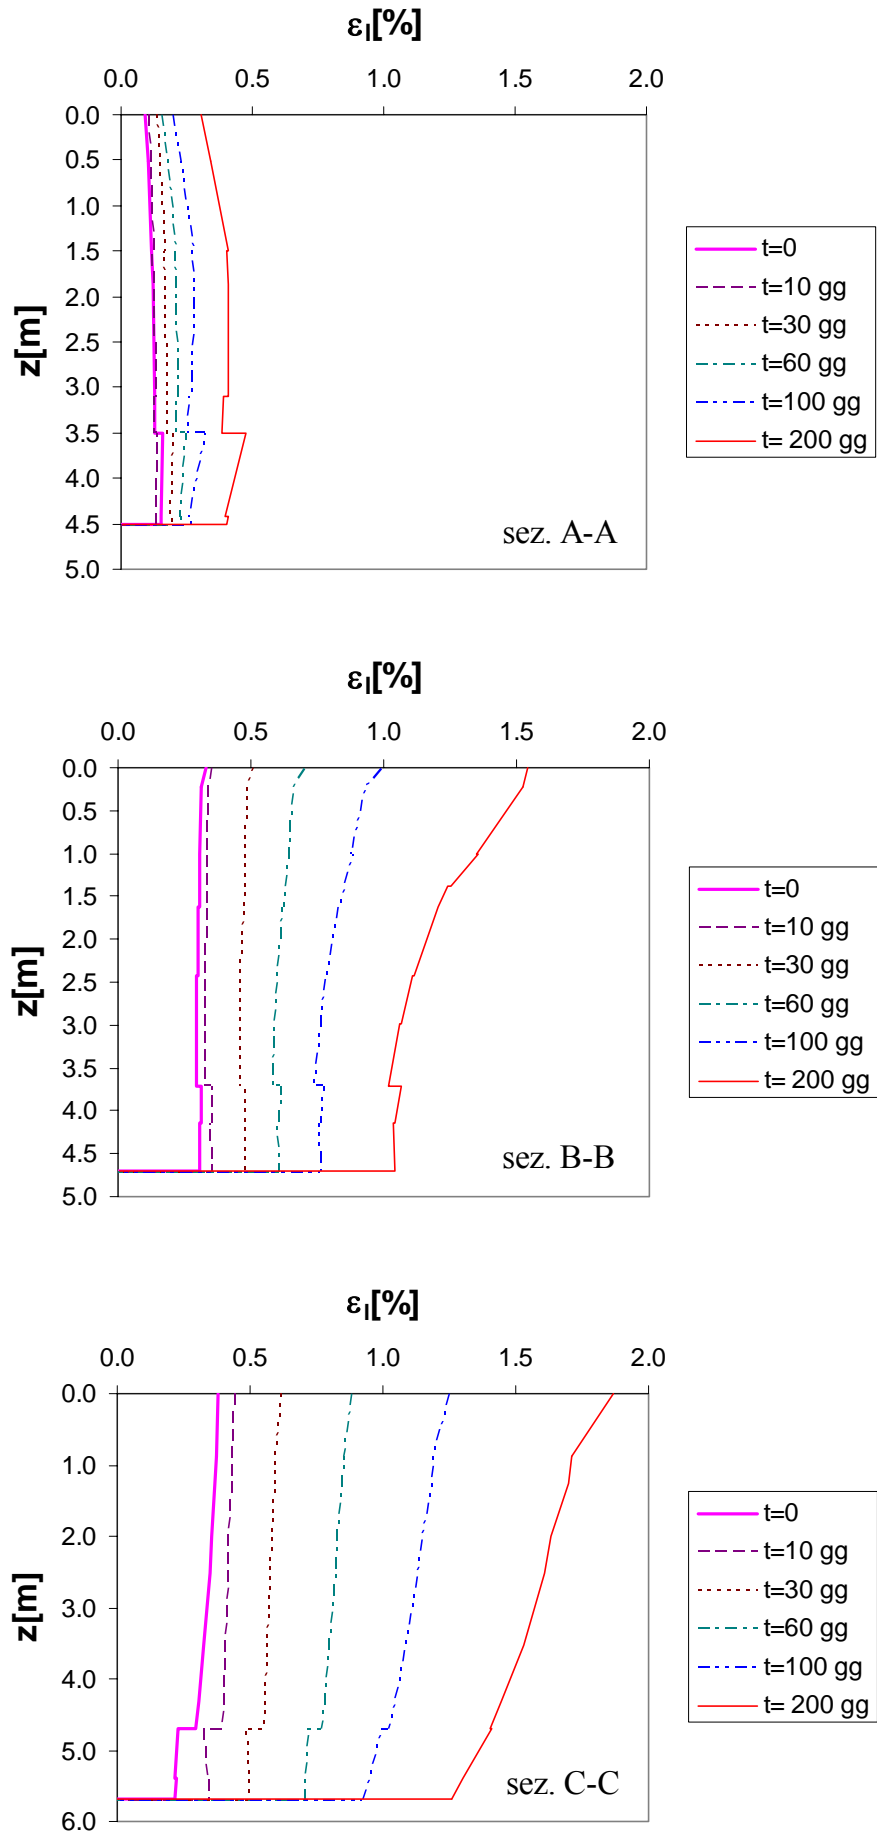 εl[%]
0.0 0.5 1.0 1.5 2.0
0.0
0.5
1.0
1.5
2.0
2.5
3.0
3.5
4.0
4.5
5.0
z[m]
sez. A-A
t=0
t=10 gg
t=30 gg
t=60 gg
t=100 gg
t= 200 gg
εl[%]
0.0 0.5 1.0 1.5 2.0
0.0
0.5
1.0
1.5
2.0
2.5
3.0
3.5
4.0
4.5
5.0
z[m]
sez. B-B
t=0
t=10 gg
t=30 gg
t=60 gg
t=100 gg
t= 200 gg
εl[%]
0.0 0.5 1.0 1.5 2.0
0.0
1.0
2.0
3.0
4.0
5.0
6.0
z[m]
sez. C-C
t=0
t=10 gg
t=30 gg
t=60 gg
t=100 gg
t= 200 gg